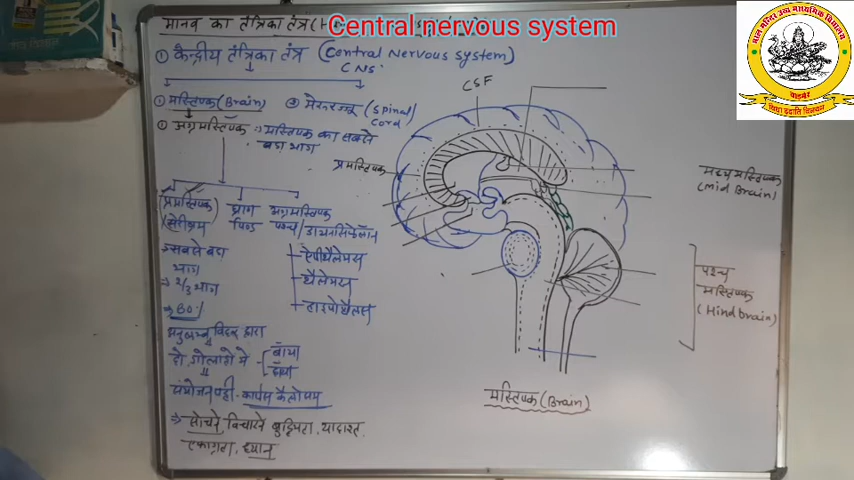 Central nervous system
मानव का तंत्रिका तंत्र
① केन्द्रीय तंत्रिका तंत्र (Central Nervous System)
CNS
① मस्तिष्क (Brain) ② मेरूरज्जू (Spinal Cord)
① अग्रमस्तिष्क :- मस्तिष्क का सबसे
बड़ा भाग
(प्रमस्तिष्क) घ्राण अग्रमस्तिष्क
(सेरीब्रम) पिण्ड पश्च/डायनसिफेलॉन
→ सबसे बड़ा
भाग
→ 2/3 भाग
→ 80%
एपीथैलेमस
थैलेमस
हाइपोथैलेमस
अनुलम्ब विदर द्वारा
दो गोलार्धो में
बाँया
दाँया
संयोजन पट्टी - कार्पस कैलोसम
→ सोचने, विचारने बुद्धिमता, यादाश्त
एकाग्रता, ध्यान
CSF
प्रमस्तिष्क
मध्य मस्तिष्क
(Mid Brain)
पश्च
मस्तिष्क
(Hind brain)
मस्तिष्क (Brain)